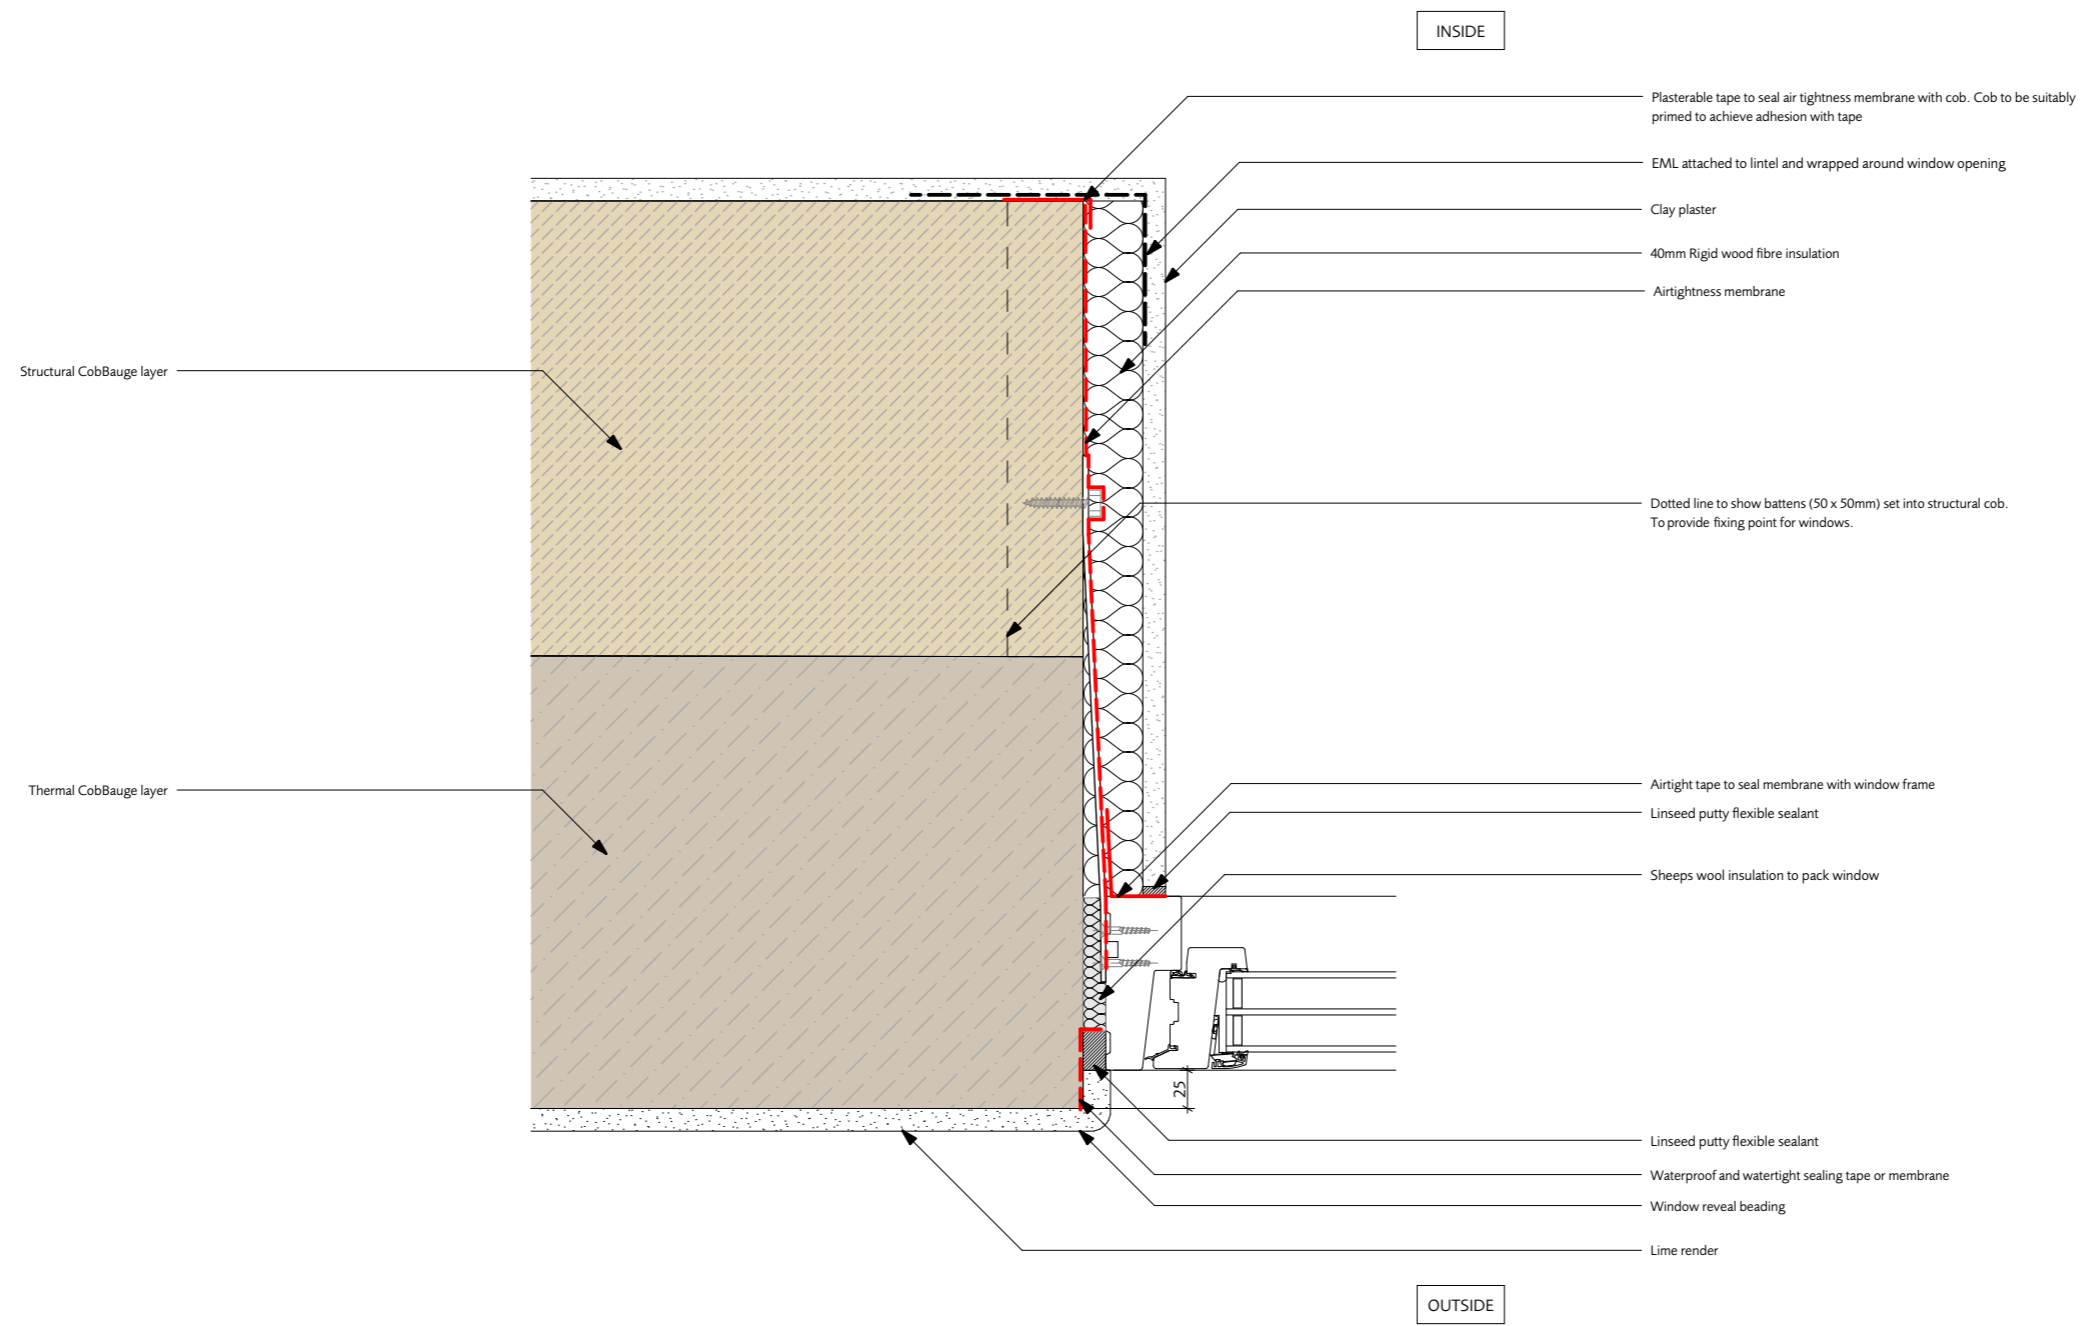 INSIDE
Plasterable tape to seal air tightness membrane with cob. Cob to be suitably
primed to achieve adhesion with tape
EML attached to lintel and wrapped around window opening
Clay plaster
40mm Rigid wood fibre insulation
Airtightness membrane
Structural CobBauge layer
Dotted line to show battens (50 x 50mm) set into structural cob.
To provide fixing point for windows.
Thermal CobBauge layer
Airtight tape to seal membrane with window frame
Linseed putty flexible sealant
Sheeps wool insulation to pack window
25
Linseed putty flexible sealant
Waterproof and watertight sealing tape or membrane
Window reveal beading
Lime render
OUTSIDE